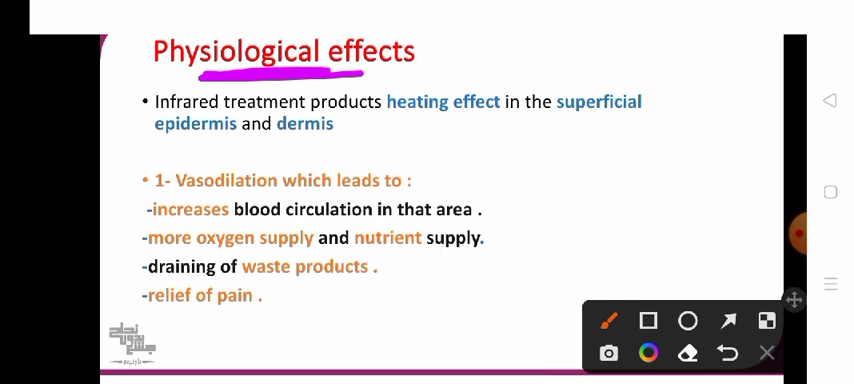 Physiological effects
• Infrared treatment products heating effect in the superficial
epidermis and dermis
• 1- Vasodilation which leads to :
-increases blood circulation in that area .
-more oxygen supply and nutrient supply.
-draining of waste products .
-relief of pain .